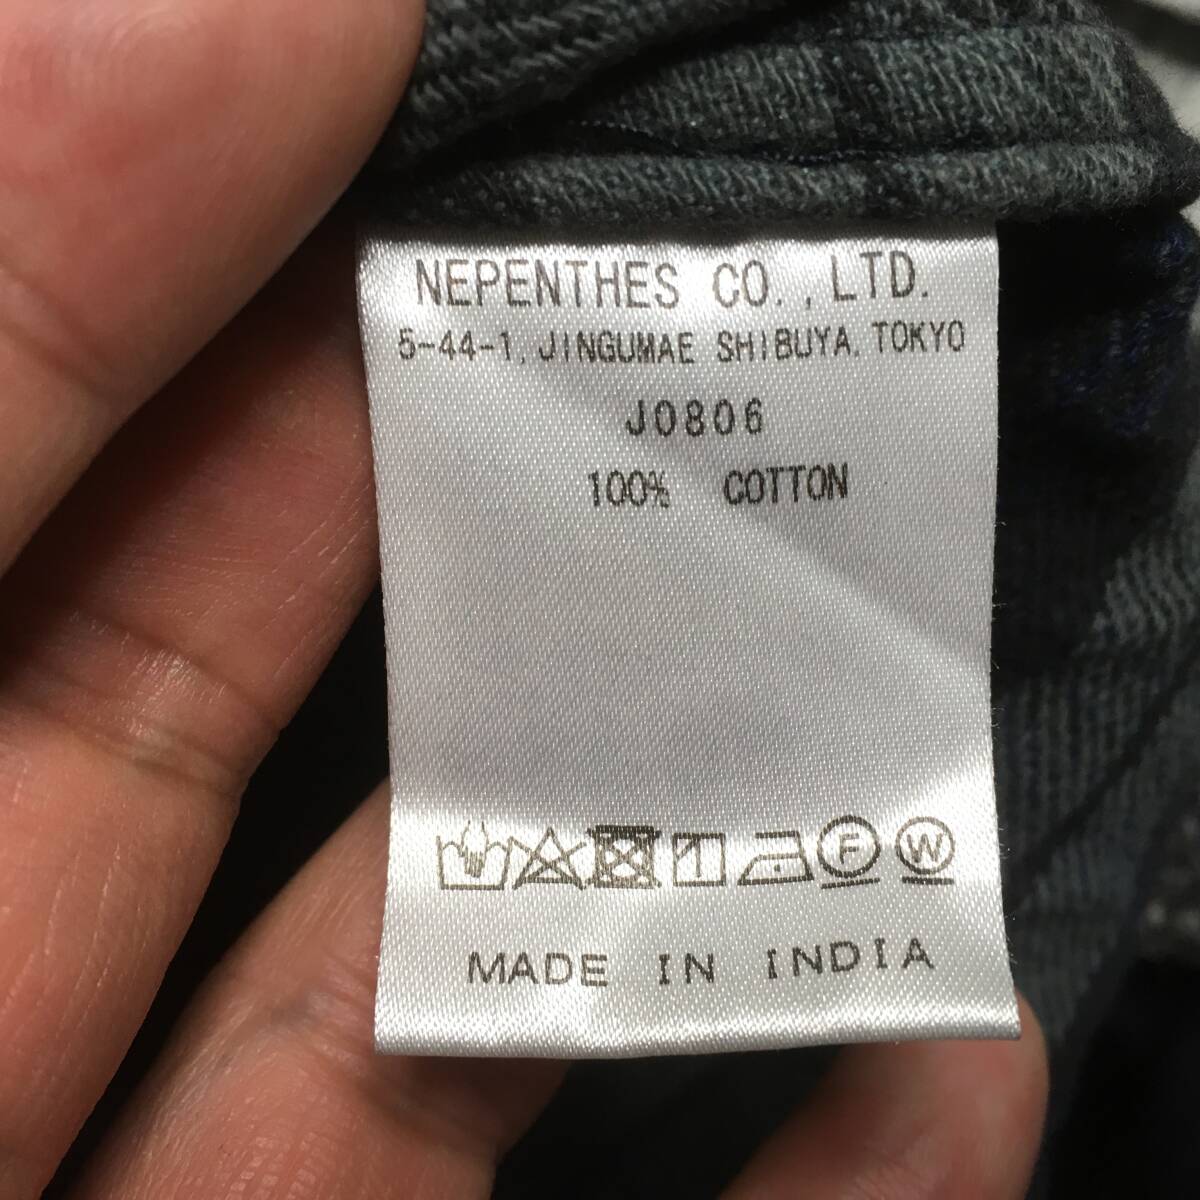 NEPENTHES CO.,LTD.
5-44-1, JINGUMAE SHIBUYA, TOKYO
J0806
100% COTTON
F W
MADE IN INDIA